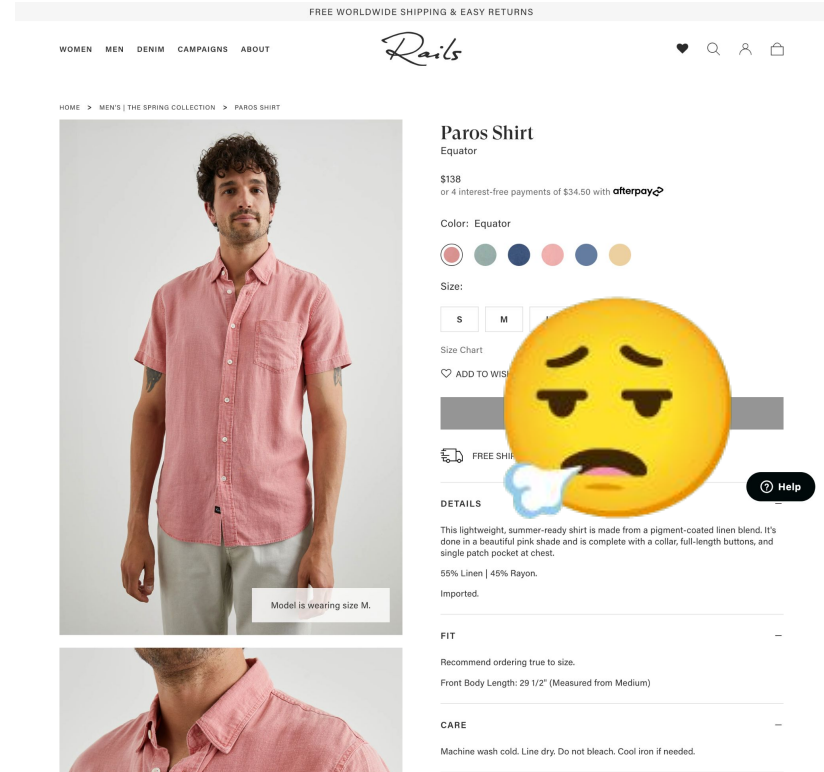 FREE WORLDWIDE SHIPPING & EASY RETURNS
WOMEN MEN DENIM CAMPAIGNS ABOUT
Rails
HOME > MEN'S | THE SPRING COLLECTION > PAROS SHIRT
Paros Shirt
Equator
$138
or 4 interest-free payments of $34.50 with afterpay
Color: Equator
Size:
S M
Size Chart
ADD TO
FREE
Help
DETAILS
This lightweight, summer-ready shirt is made from a pigment-coated linen blend. It's
done in a beautiful pink shade and is complete with a collar, full-length buttons, and
single patch pocket at chest.
55% Linen | 45% Rayon.
Imported.
Model is wearing size M.
FIT
Recommend ordering true to size.
Front Body Length: 29 1/2" (Measured from Medium)
CARE
Machine wash cold. Line dry. Do not bleach. Cool iron if needed.